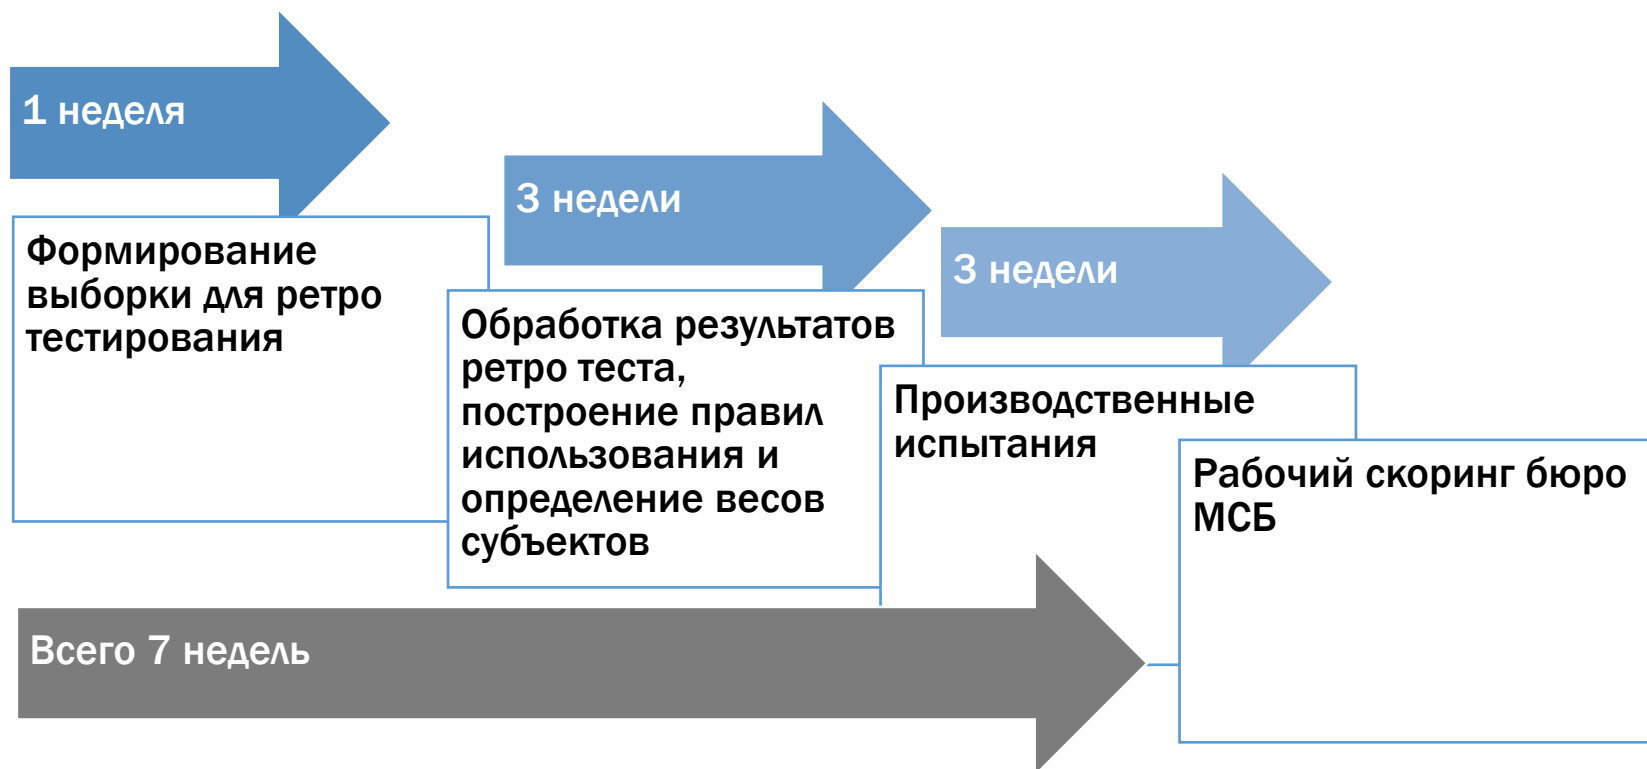 1 неделя
Формирование
выборки для ретро
тестирования
3 недели
Обработка результатов
ретро теста,
построение правил
использования и
определение весов
субъектов
3 недели
Производственные
испытания
Рабочий скоринг бюро
МСБ
Всего 7 недель